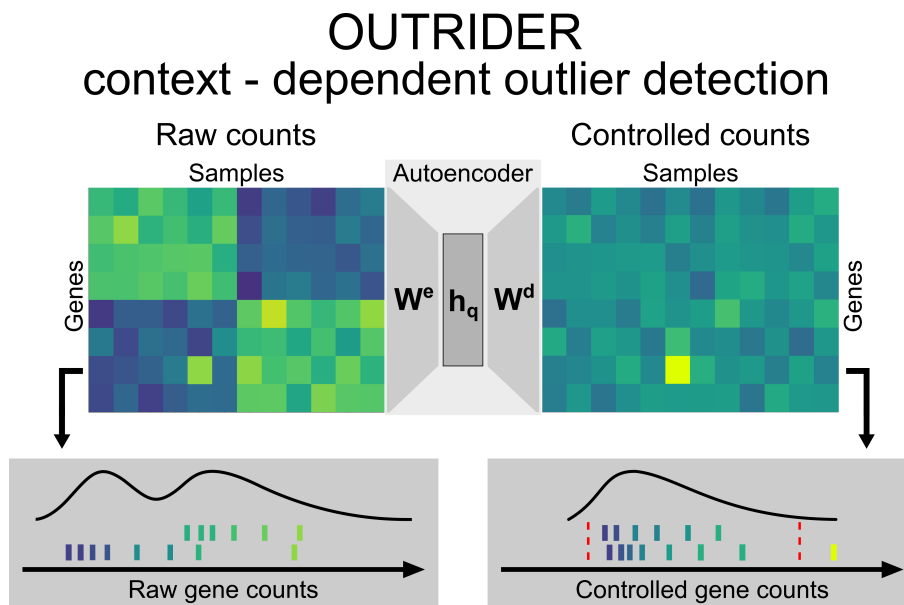 OUTRIDER
context - dependent outlier detection
Raw counts
Controlled counts
Samples
Autoencoder
Samples
Genes
Wᵉ
h_q
Wᵈ
Genes
Raw gene counts
Controlled gene counts